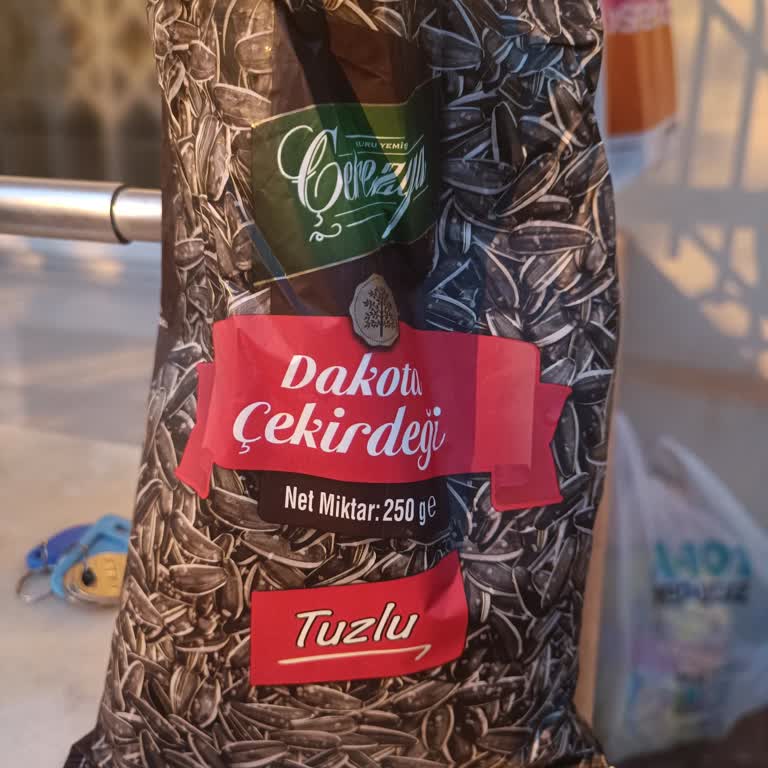 KURU YEMİŞ
Çerezya
Dakota
Çekirdeği
Net Miktar: 250 g e
Tuzlu